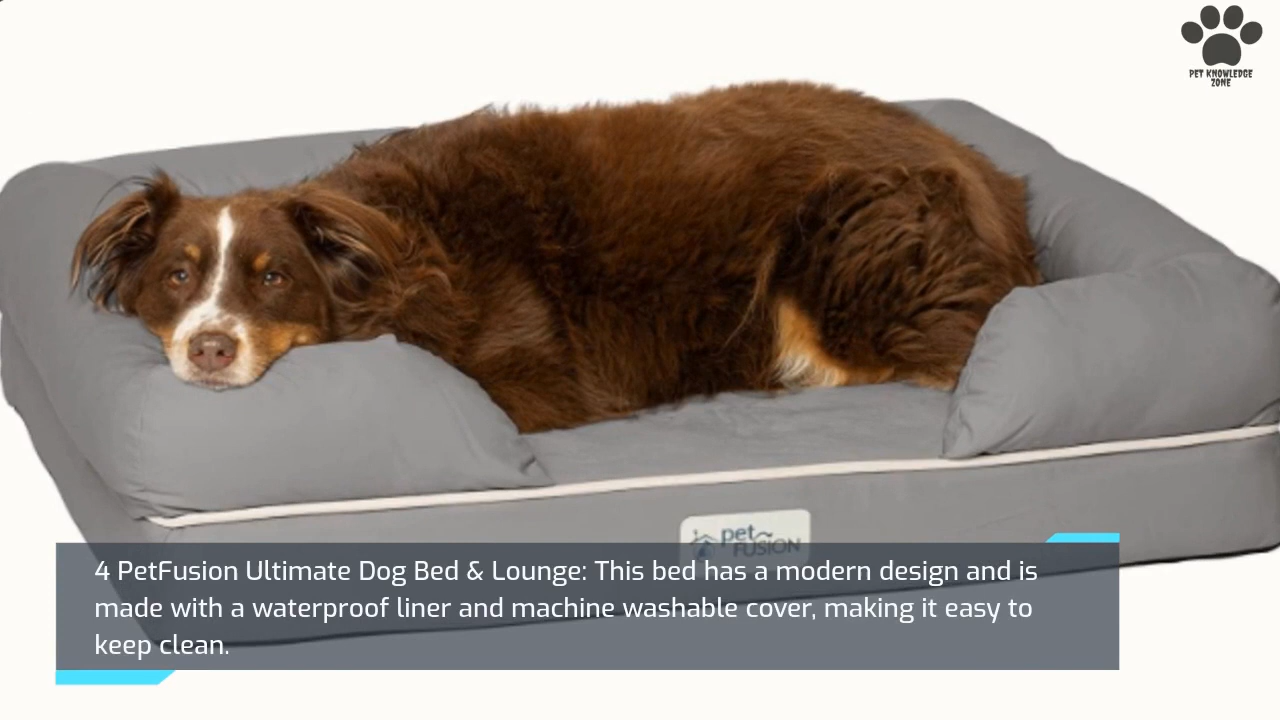 PET KNOWLEDGE
ZONE
pet
FUSION
4 PetFusion Ultimate Dog Bed & Lounge: This bed has a modern design and is
made with a waterproof liner and machine washable cover, making it easy to
keep clean.